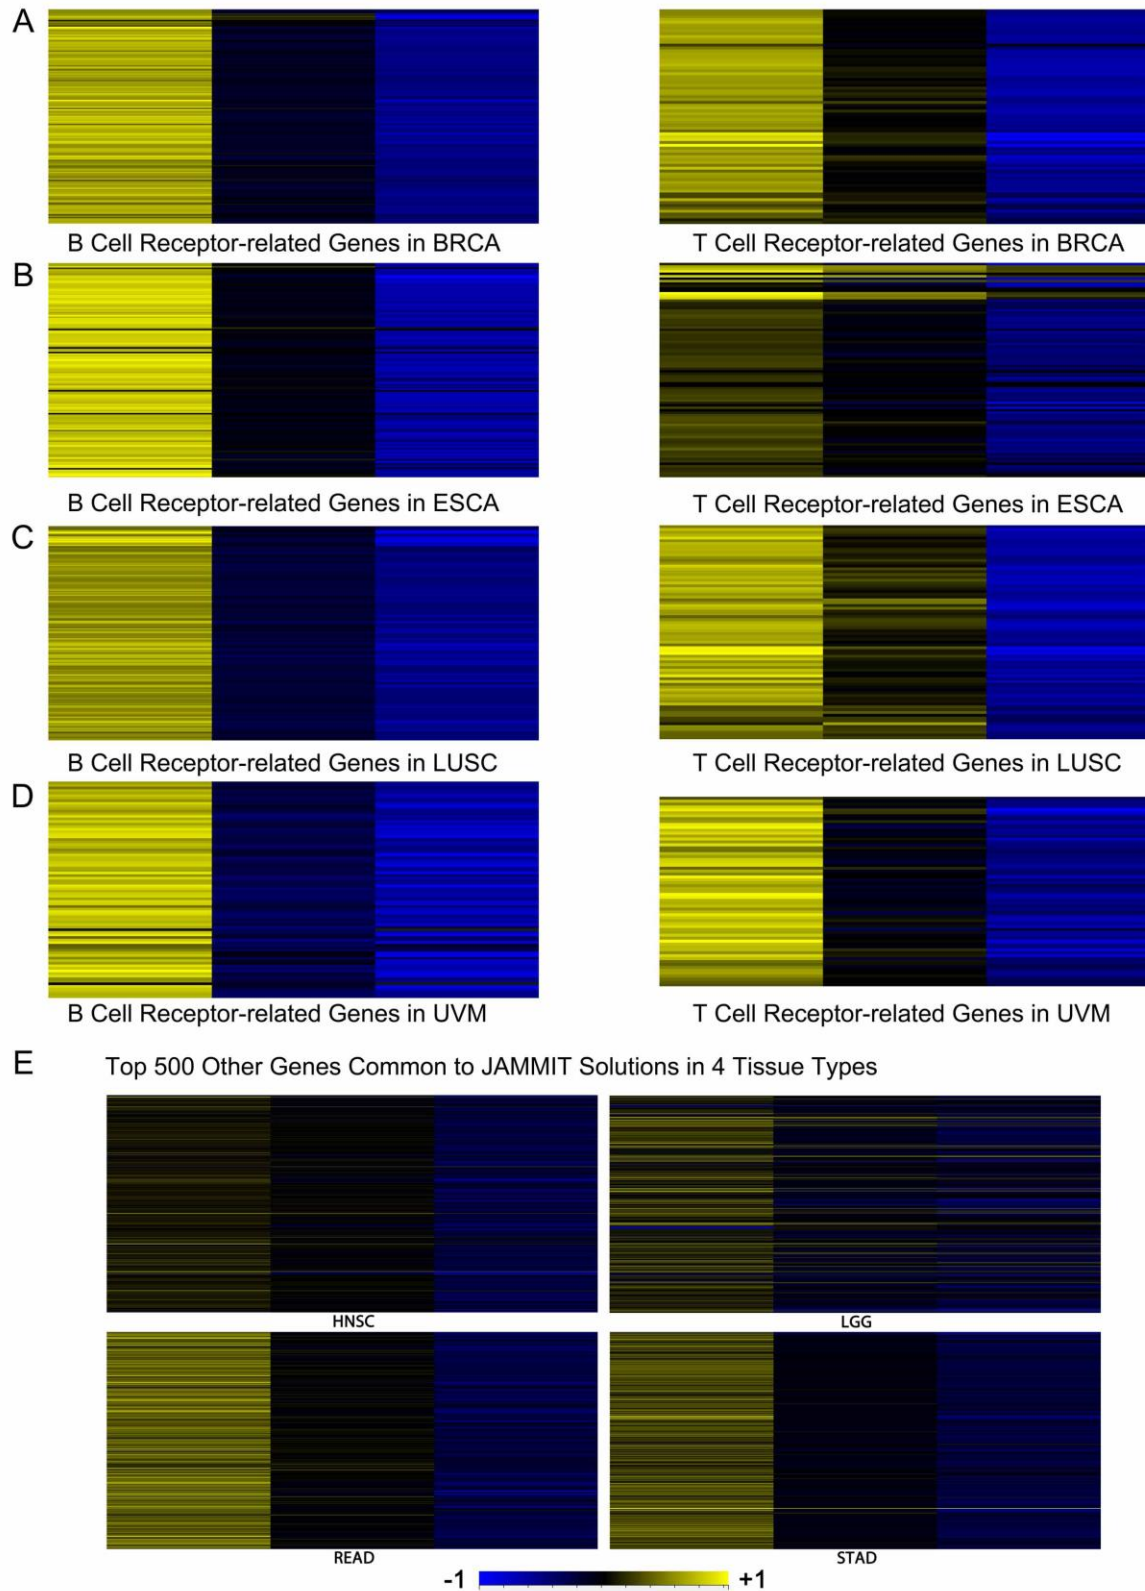 A
B Cell Receptor-related Genes in BRCA
T Cell Receptor-related Genes in BRCA
B
B Cell Receptor-related Genes in ESCA
T Cell Receptor-related Genes in ESCA
C
B Cell Receptor-related Genes in LUSC
T Cell Receptor-related Genes in LUSC
D
B Cell Receptor-related Genes in UVM
T Cell Receptor-related Genes in UVM
E
Top 500 Other Genes Common to JAMMIT Solutions in 4 Tissue Types
HNSC
LGG
READ
STAD
-1
+1